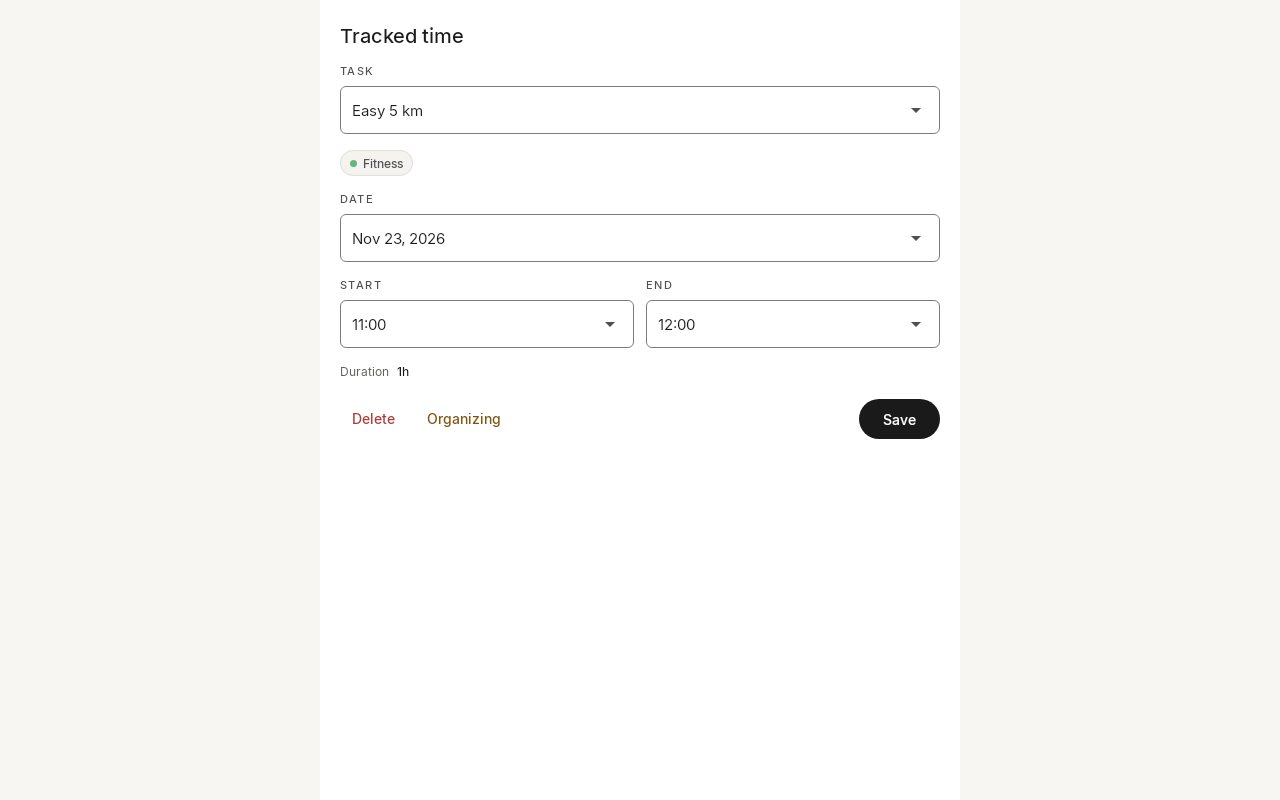 Tracked time
TASK
Easy 5 km
Fitness
DATE
Nov 23, 2026
START
END
11:00
12:00
Duration 1h
Delete
Organizing
Save